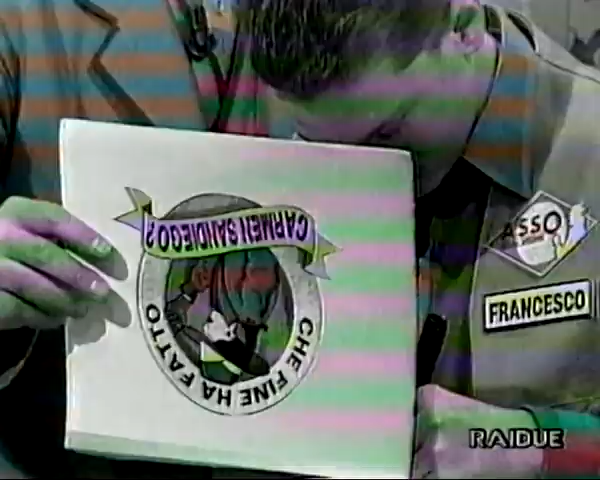 CARMEN SANDIEGO?
CHE FINE HA FATTO
ASSO
FRANCESCO
RAIDUE